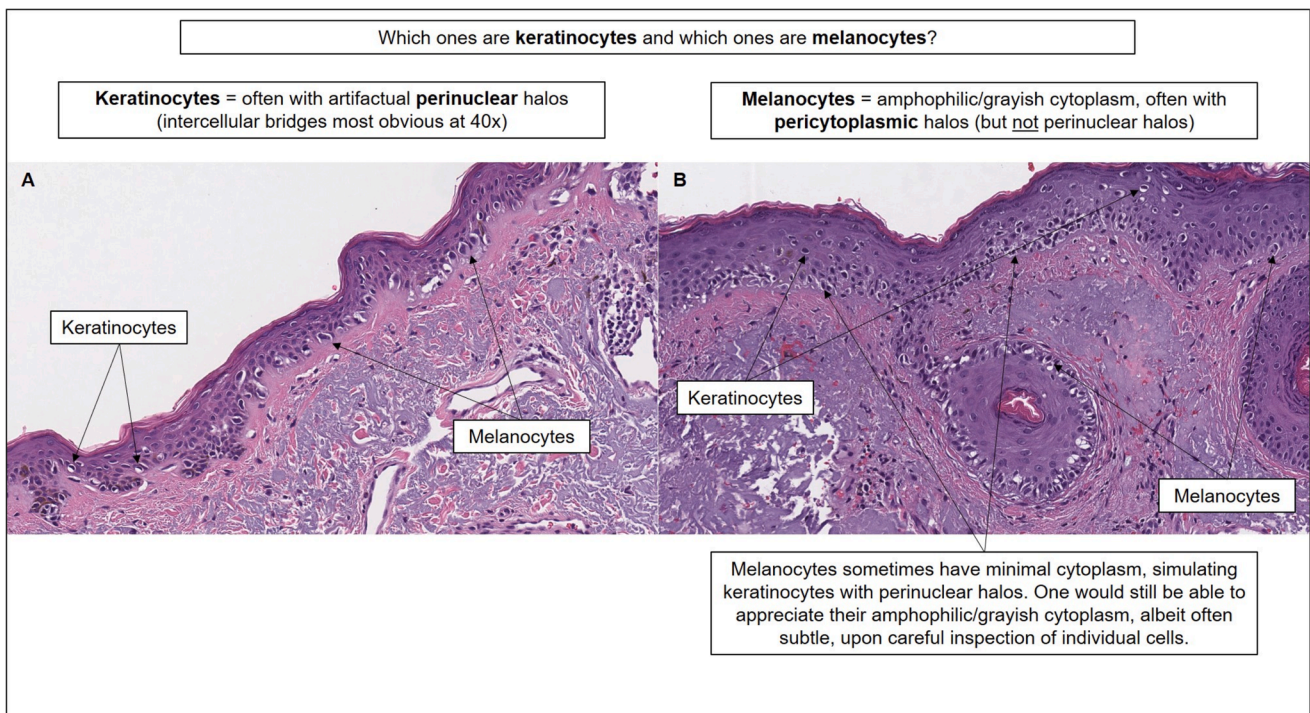 Which ones are keratinocytes and which ones are melanocytes?
Keratinocytes = often with artifactual perinuclear halos
(intercellular bridges most obvious at 40x)
Melanocytes = amphophilic/grayish cytoplasm, often with
pericytoplasmic halos (but not perinuclear halos)
A
B
Keratinocytes
Melanocytes
Keratinocytes
Melanocytes
Melanocytes sometimes have minimal cytoplasm, simulating
keratinocytes with perinuclear halos. One would still be able to
appreciate their amphophilic/grayish cytoplasm, albeit often
subtle, upon careful inspection of individual cells.